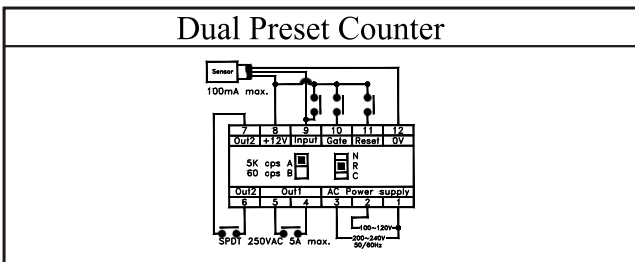 Dual Preset Counter
Sensor
100mA max.
7 8 9 10 11 12
Out2 +12V Input Gate Reset 0V
5K cps A
60 cps B
N
R
C
Out2 Out1 AC Power supply
6 5 4 3 2 1
100~120V
SPDT 250VAC 5A max.
200~240V
50/60Hz